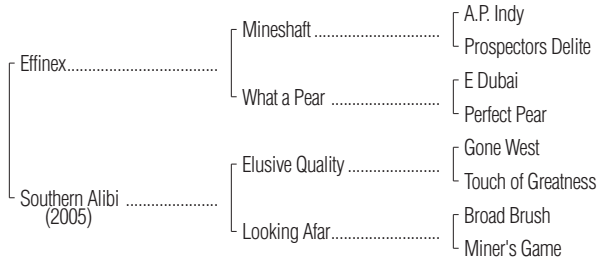 A.P. Indy
Mineshaft
Prospectors Delite
Effinex
E Dubai
What a Pear
Perfect Pear
Gone West
Elusive Quality
Touch of Greatness
Southern Alibi
(2005)
Broad Brush
Looking Afar
Miner's Game